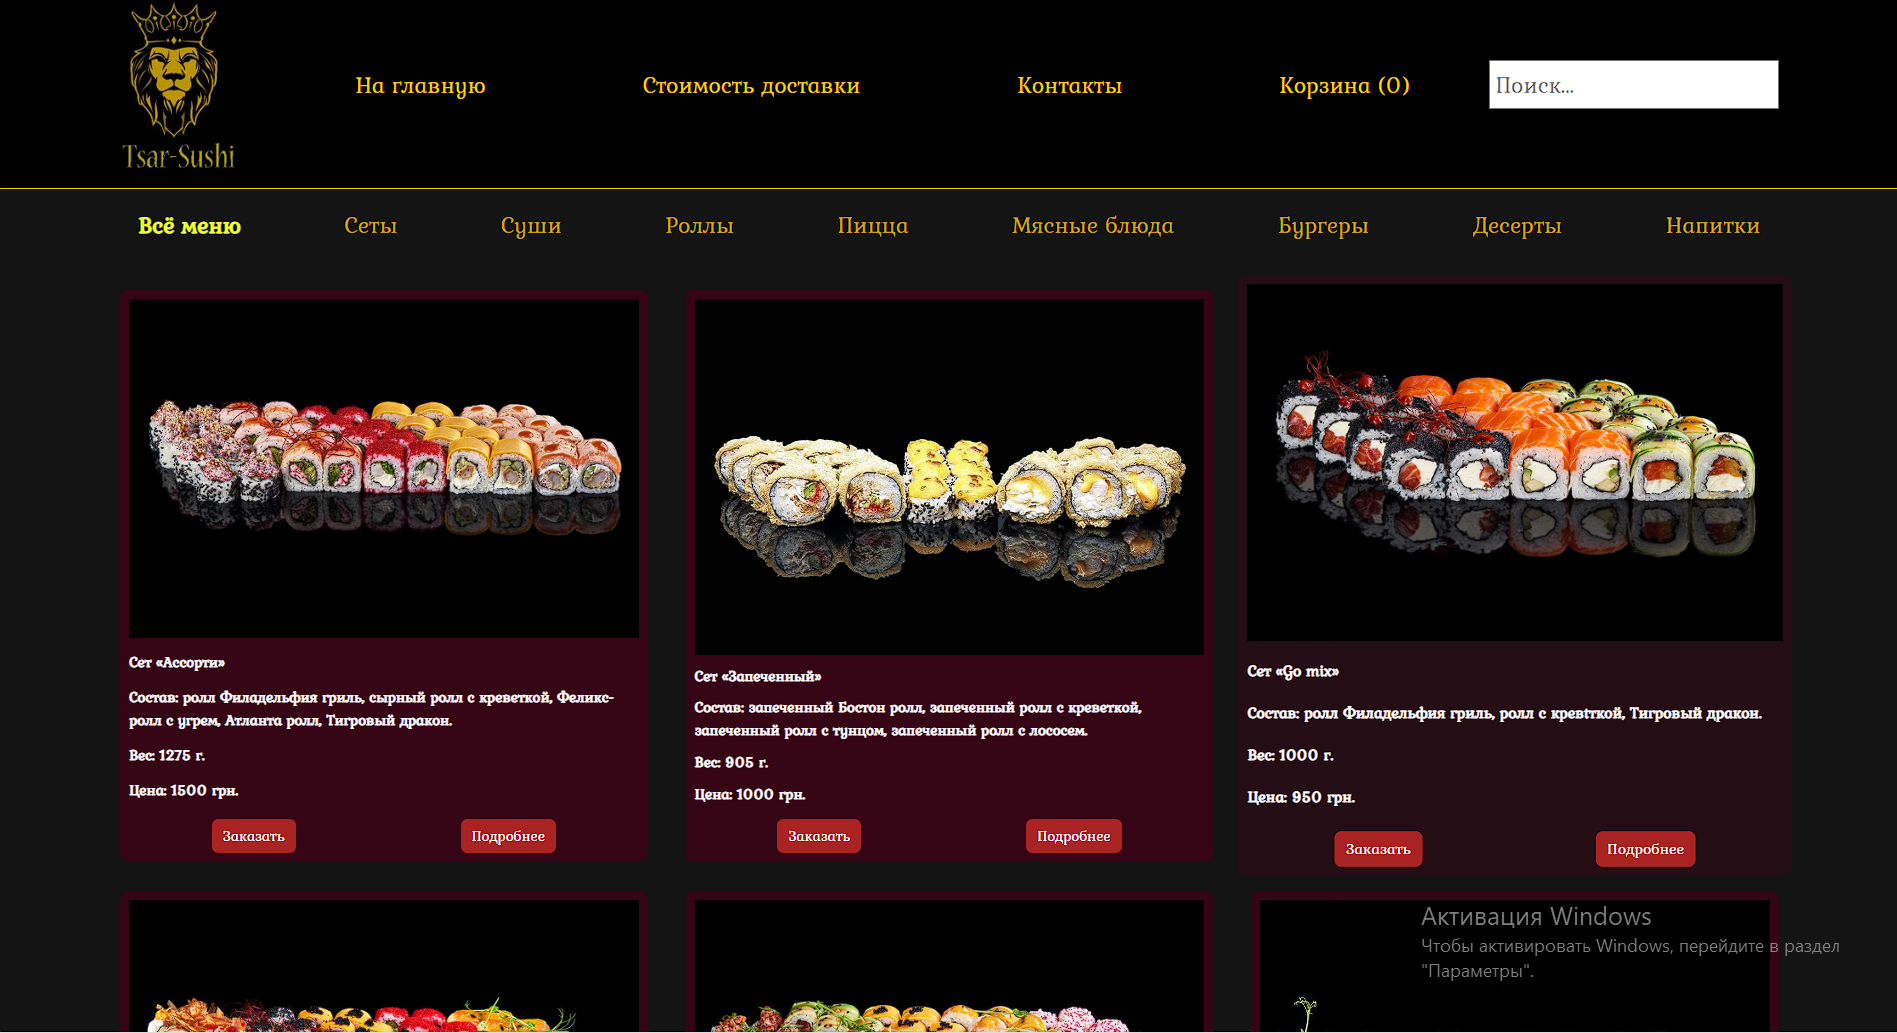 Tsar-Sushi
На главную
Стоимость доставки
Контакты
Корзина (0)
Поиск...
Всё меню
Сеты
Суши
Роллы
Пицца
Мясные блюда
Бургеры
Десерты
Напитки
Сет «Ассорти»
Состав: ролл Филадельфия гриль, сырный ролл с креветкой, Феликс-
ролл с угрем, Атланта ролл, Тигровый дракон.
Вес: 1275 г.
Цена: 1500 грн.
Заказать
Подробнее
Сет «Запеченный»
Состав: запеченный Бостон ролл, запеченный ролл с креветкой,
запеченный ролл с тунцом, запеченный ролл с лососем.
Вес: 905 г.
Цена: 1000 грн.
Заказать
Подробнее
Сет «Go mix»
Состав: ролл Филадельфия гриль, ролл с кревtткой, Тигровый дракон.
Вес: 1000 г.
Цена: 950 грн.
Заказать
Подробнее
Активация Windows
Чтобы активировать Windows, перейдите в раздел
"Параметры".